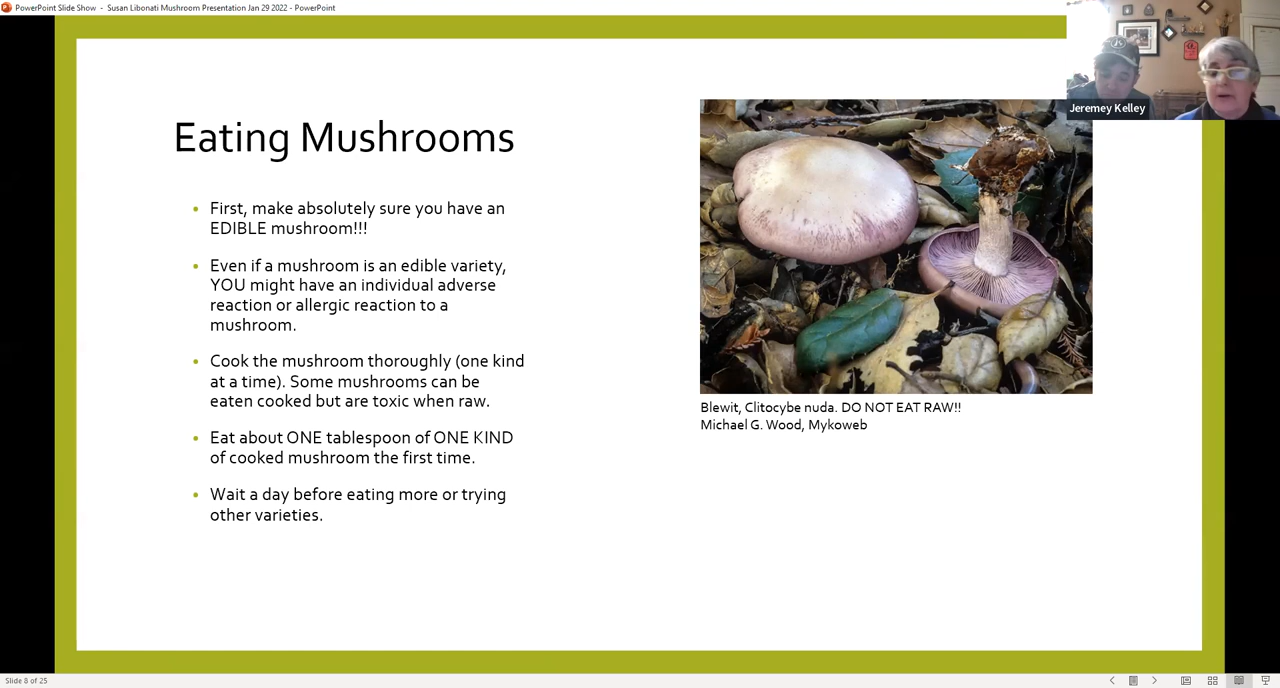 PowerPoint Slide Show - Susan Libonati Mushroom Presentation Jan 29 2022 - PowerPoint
Jeremey Kelley
Eating Mushrooms
• First, make absolutely sure you have an
EDIBLE mushroom!!!
• Even if a mushroom is an edible variety,
YOU might have an individual adverse
reaction or allergic reaction to a
mushroom.
• Cook the mushroom thoroughly (one kind
at a time). Some mushrooms can be
eaten cooked but are toxic when raw.
• Eat about ONE tablespoon of ONE KIND
of cooked mushroom the first time.
• Wait a day before eating more or trying
other varieties.
Blewit, Clitocybe nuda. DO NOT EAT RAW!!
Michael G. Wood, Mykoweb
Slide 8 of 25